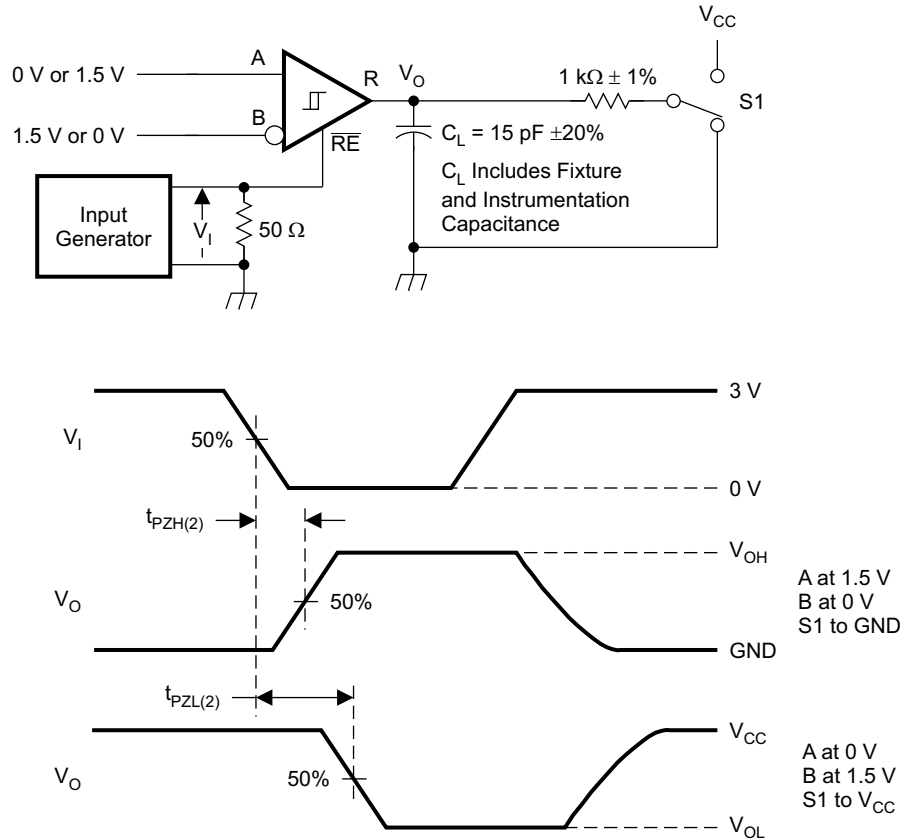 V_CC
A
R
V_O
1 kΩ ± 1%
0 V or 1.5 V
S1
B
1.5 V or 0 V
RE
C_L = 15 pF ±20%
C_L Includes Fixture
and Instrumentation
Capacitance
Input
Generator
V_I
50 Ω
3 V
V_I
50%
0 V
t_PZH(2)
V_OH
A at 1.5 V
B at 0 V
S1 to GND
V_O
50%
GND
t_PZL(2)
V_CC
A at 0 V
B at 1.5 V
S1 to V_CC
V_O
50%
V_OL